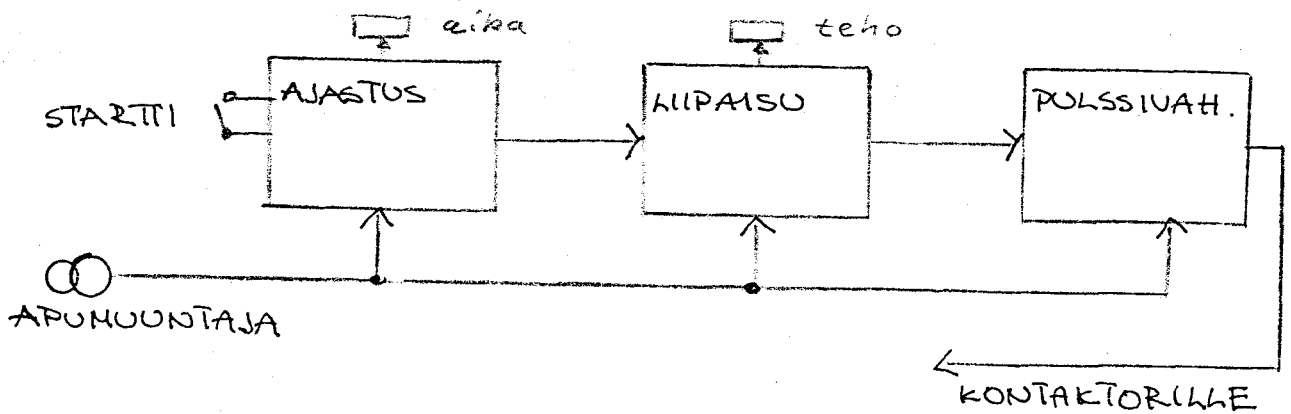 aika
teho
STARTTI
AJASTUS
LIIPAISU
PULSSIVAH.
APUMUUNTAJA
KONTAKTORILLE